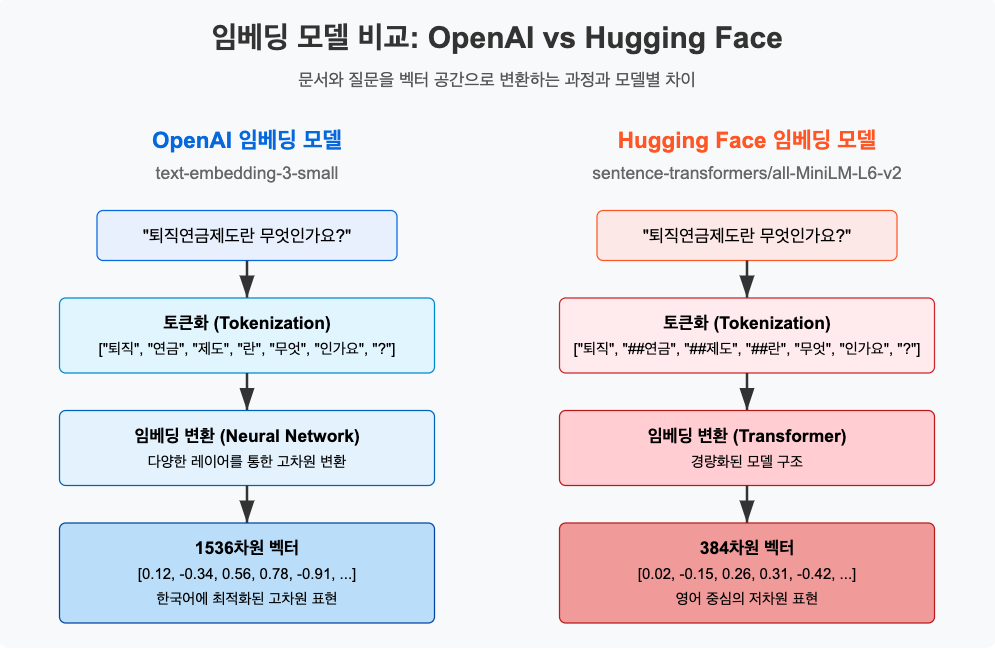 임베딩 모델 비교: OpenAI vs Hugging Face
문서와 질문을 벡터 공간으로 변환하는 과정과 모델별 차이
OpenAI 임베딩 모델
text-embedding-3-small
"퇴직연금제도란 무엇인가요?"
토큰화 (Tokenization)
["퇴직", "연금", "제도", "란", "무엇", "인가요", "?"]
임베딩 변환 (Neural Network)
다양한 레이어를 통한 고차원 변환
1536차원 벡터
[0.12, -0.34, 0.56, 0.78, -0.91, ...]
한국어에 최적화된 고차원 표현
Hugging Face 임베딩 모델
sentence-transformers/all-MiniLM-L6-v2
"퇴직연금제도란 무엇인가요?"
토큰화 (Tokenization)
["퇴직", "##연금", "##제도", "##란", "무엇", "인가요", "?"]
임베딩 변환 (Transformer)
경량화된 모델 구조
384차원 벡터
[0.02, -0.15, 0.26, 0.31, -0.42, ...]
영어 중심의 저차원 표현